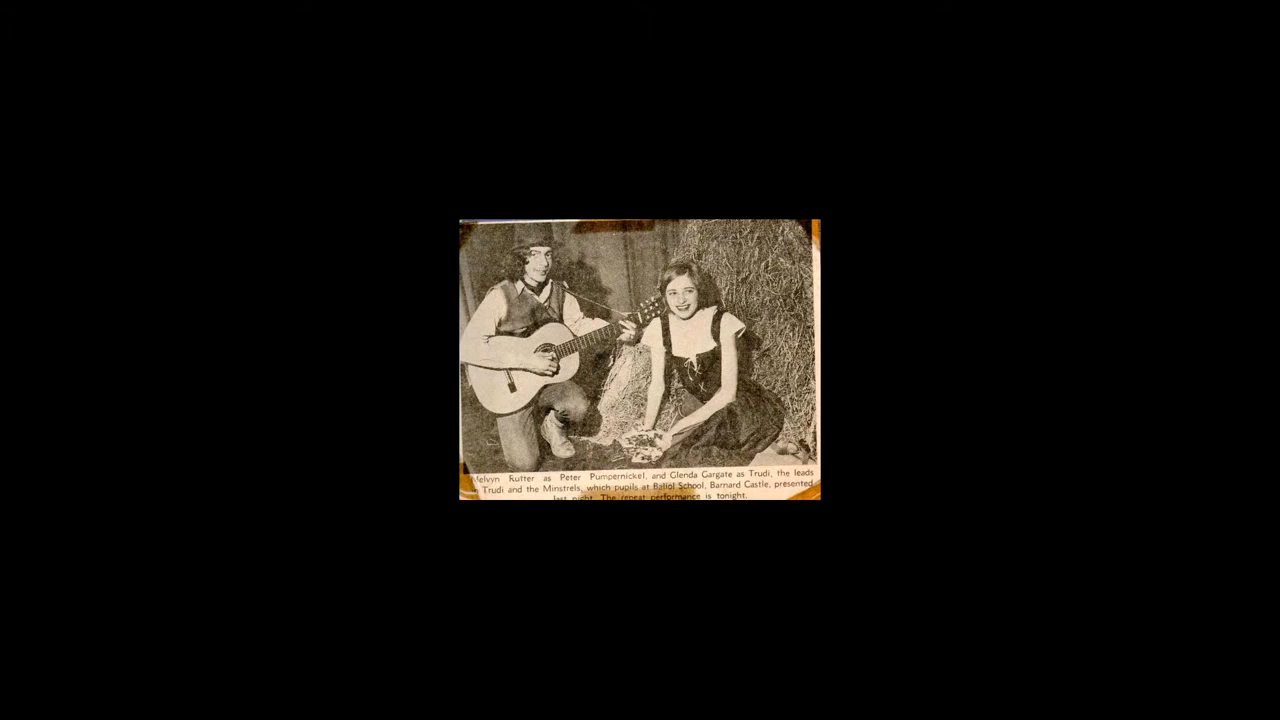 Melvyn Rutter as Peter Pumpernickel, and Glenda Gargate as Trudi, the leads
in Trudi and the Minstrels, which pupils at Baliol School, Barnard Castle, presented
last night. The repeat performance is tonight.